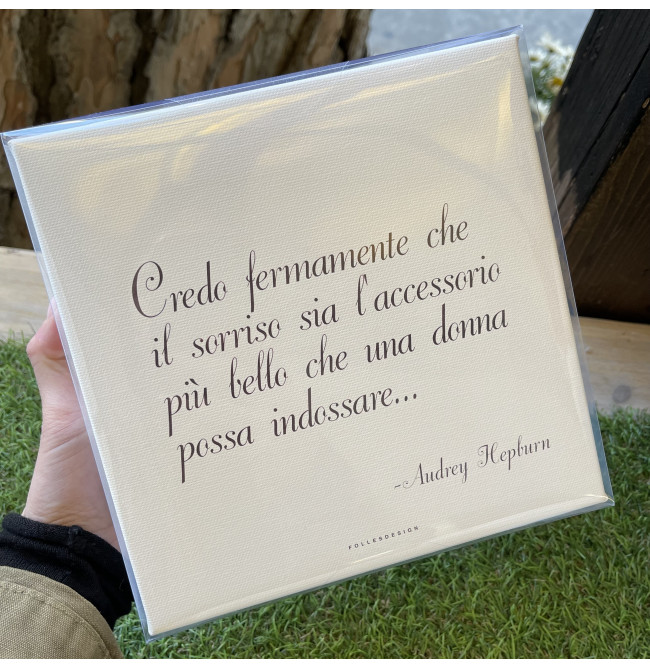 Credo fermamente che
il sorriso sia l'accessorio
più bello che una donna
possa indossare...
-Audrey Hepburn
FOLLESDESIGN